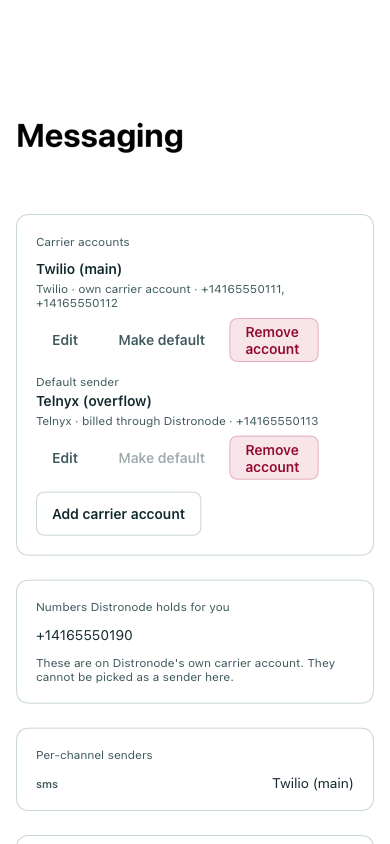 Messaging
Carrier accounts
Twilio (main)
Twilio · own carrier account · +14165550111,
+14165550112
Edit
Make default
Remove
account
Default sender
Telnyx (overflow)
Telnyx · billed through Distronode · +14165550113
Edit
Make default
Remove
account
Add carrier account
Numbers Distronode holds for you
+14165550190
These are on Distronode's own carrier account. They
cannot be picked as a sender here.
Per-channel senders
sms Twilio (main)